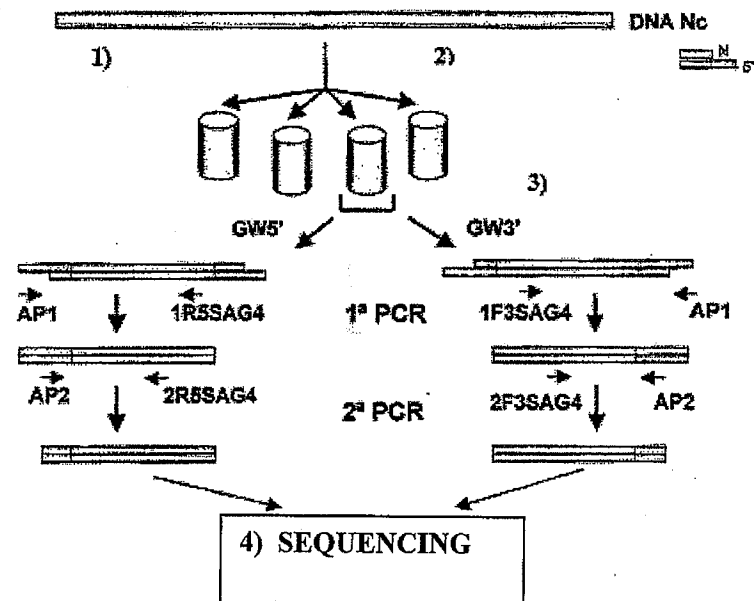 DNA Nc
1)
2)
N
5'
3)
GW5'
GW3'
AP1
1R5SAG4
1ª PCR
1F3SAG4
AP1
AP2
2R5SAG4
2ª PCR
2F3SAG4
AP2
4) SEQUENCING